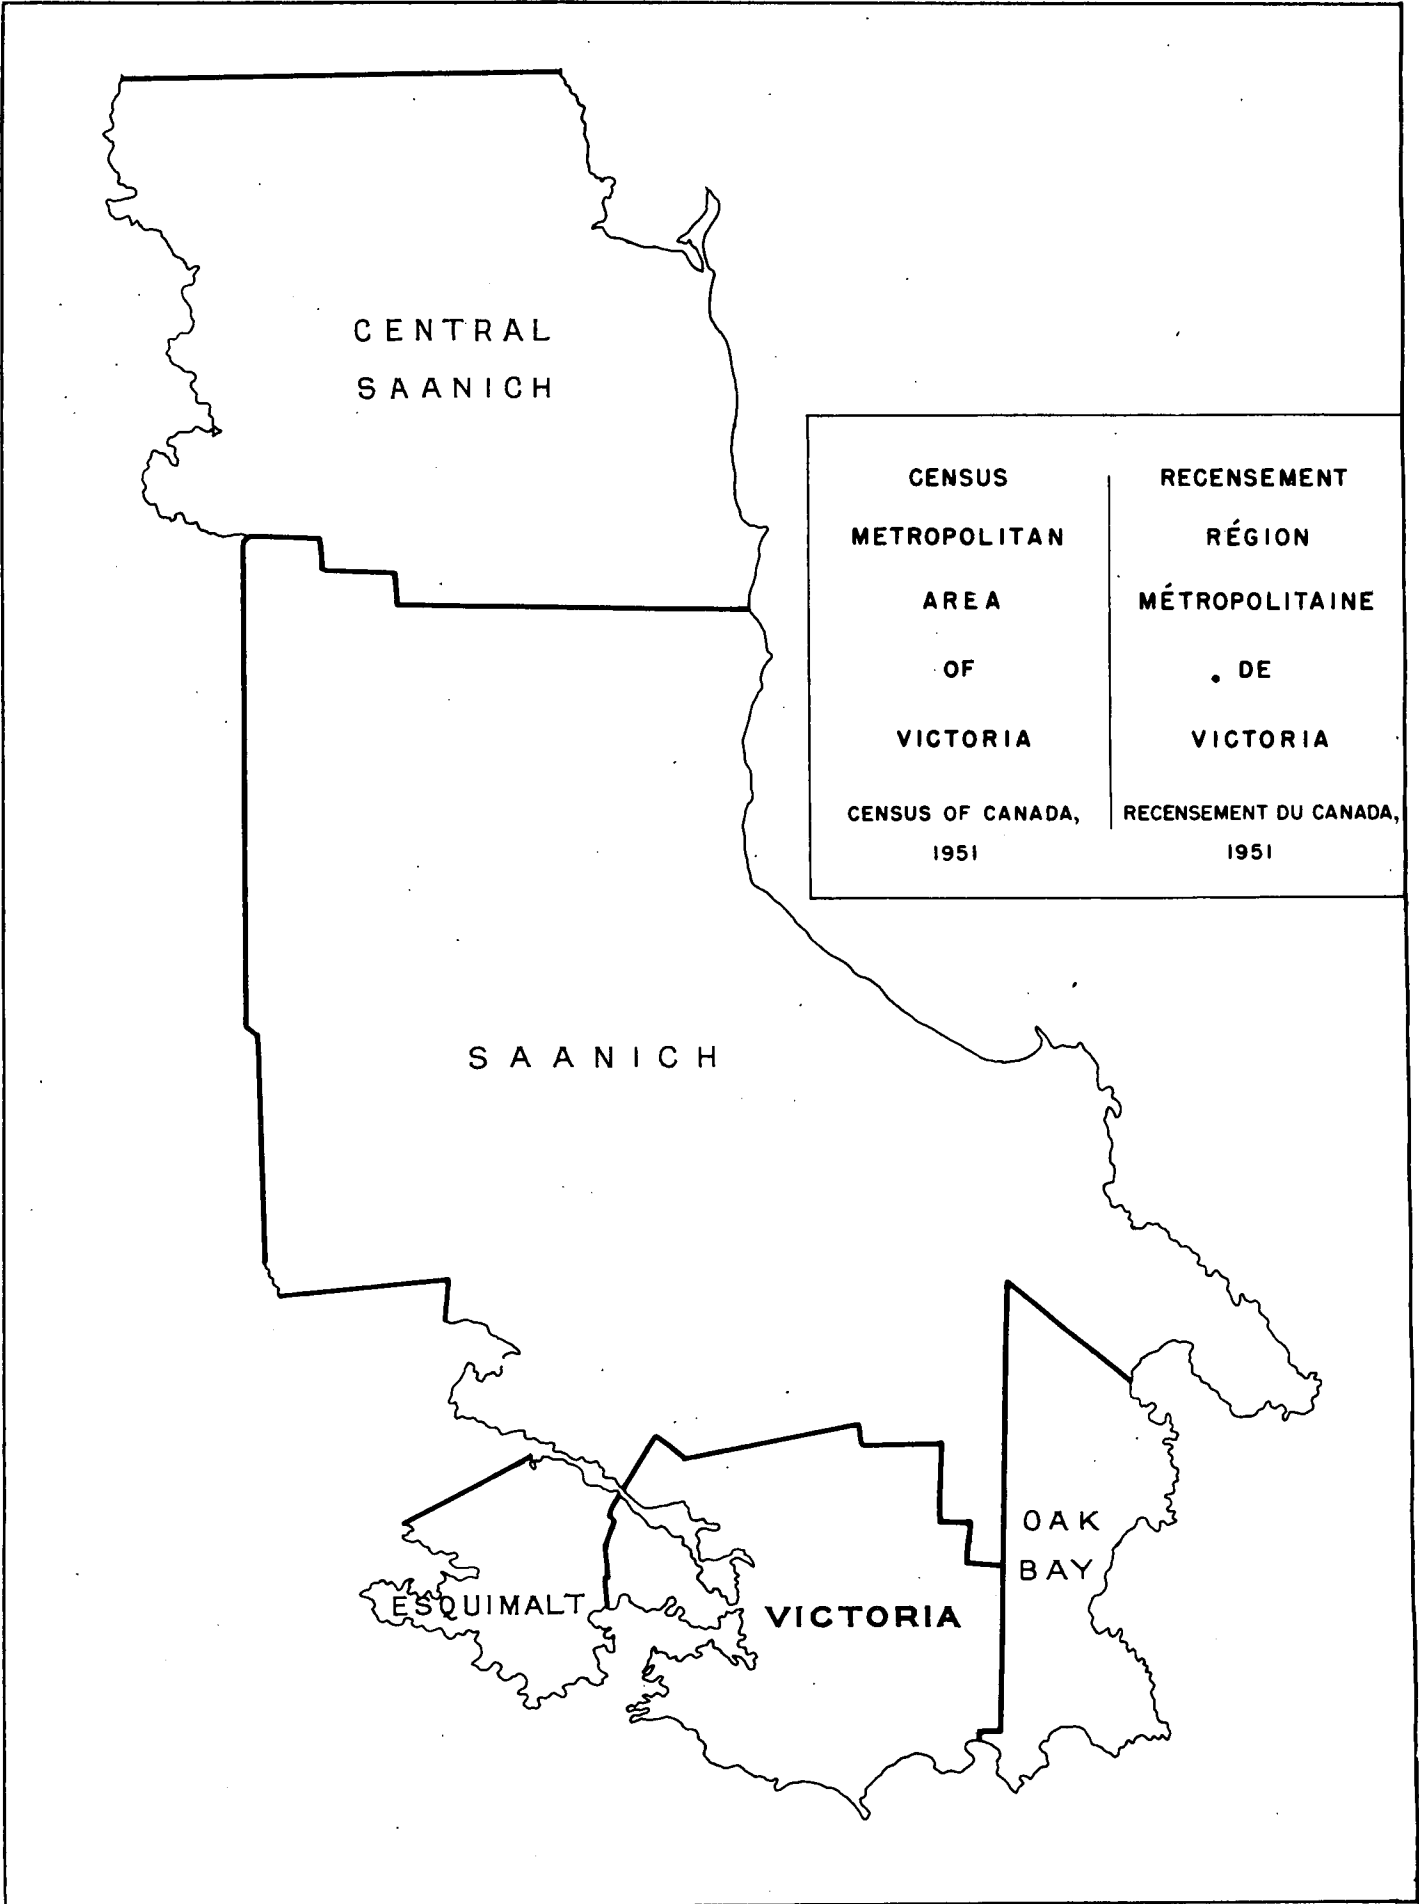 CENTRAL
SAANICH
CENSUS
METROPOLITAN
AREA
OF
VICTORIA
CENSUS OF CANADA,
1951
RECENSEMENT
RÉGION
MÉTROPOLITAINE
DE
VICTORIA
RECENSEMENT DU CANADA,
1951
SAANICH
OAK
BAY
ESQUIMALT
VICTORIA